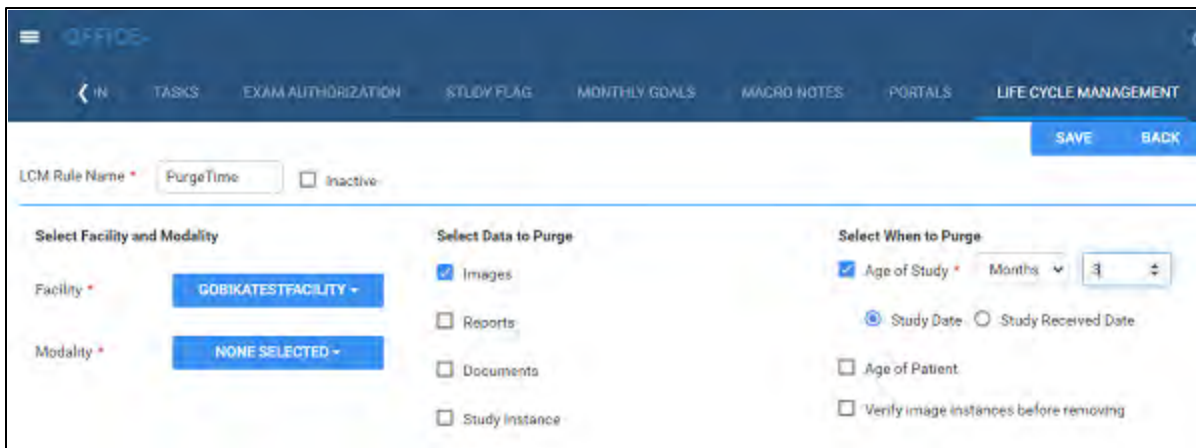 OFFICE-
IN TASKS EXAM AUTHORIZATION STUDY FLAG MONTHLY GOALS MACRO NOTES PORTALS LIFE CYCLE MANAGEMENT
SAVE BACK
LCM Rule Name * PurgeTime Inactive
Select Facility and Modality Select Data to Purge Select When to Purge
Facility * GOBIKATESTFACILITY Images Age of Study * Months 3
Reports Study Date Study Received Date
Modality * NONE SELECTED
Documents Age of Patient
Study Instance Verify image instances before removing